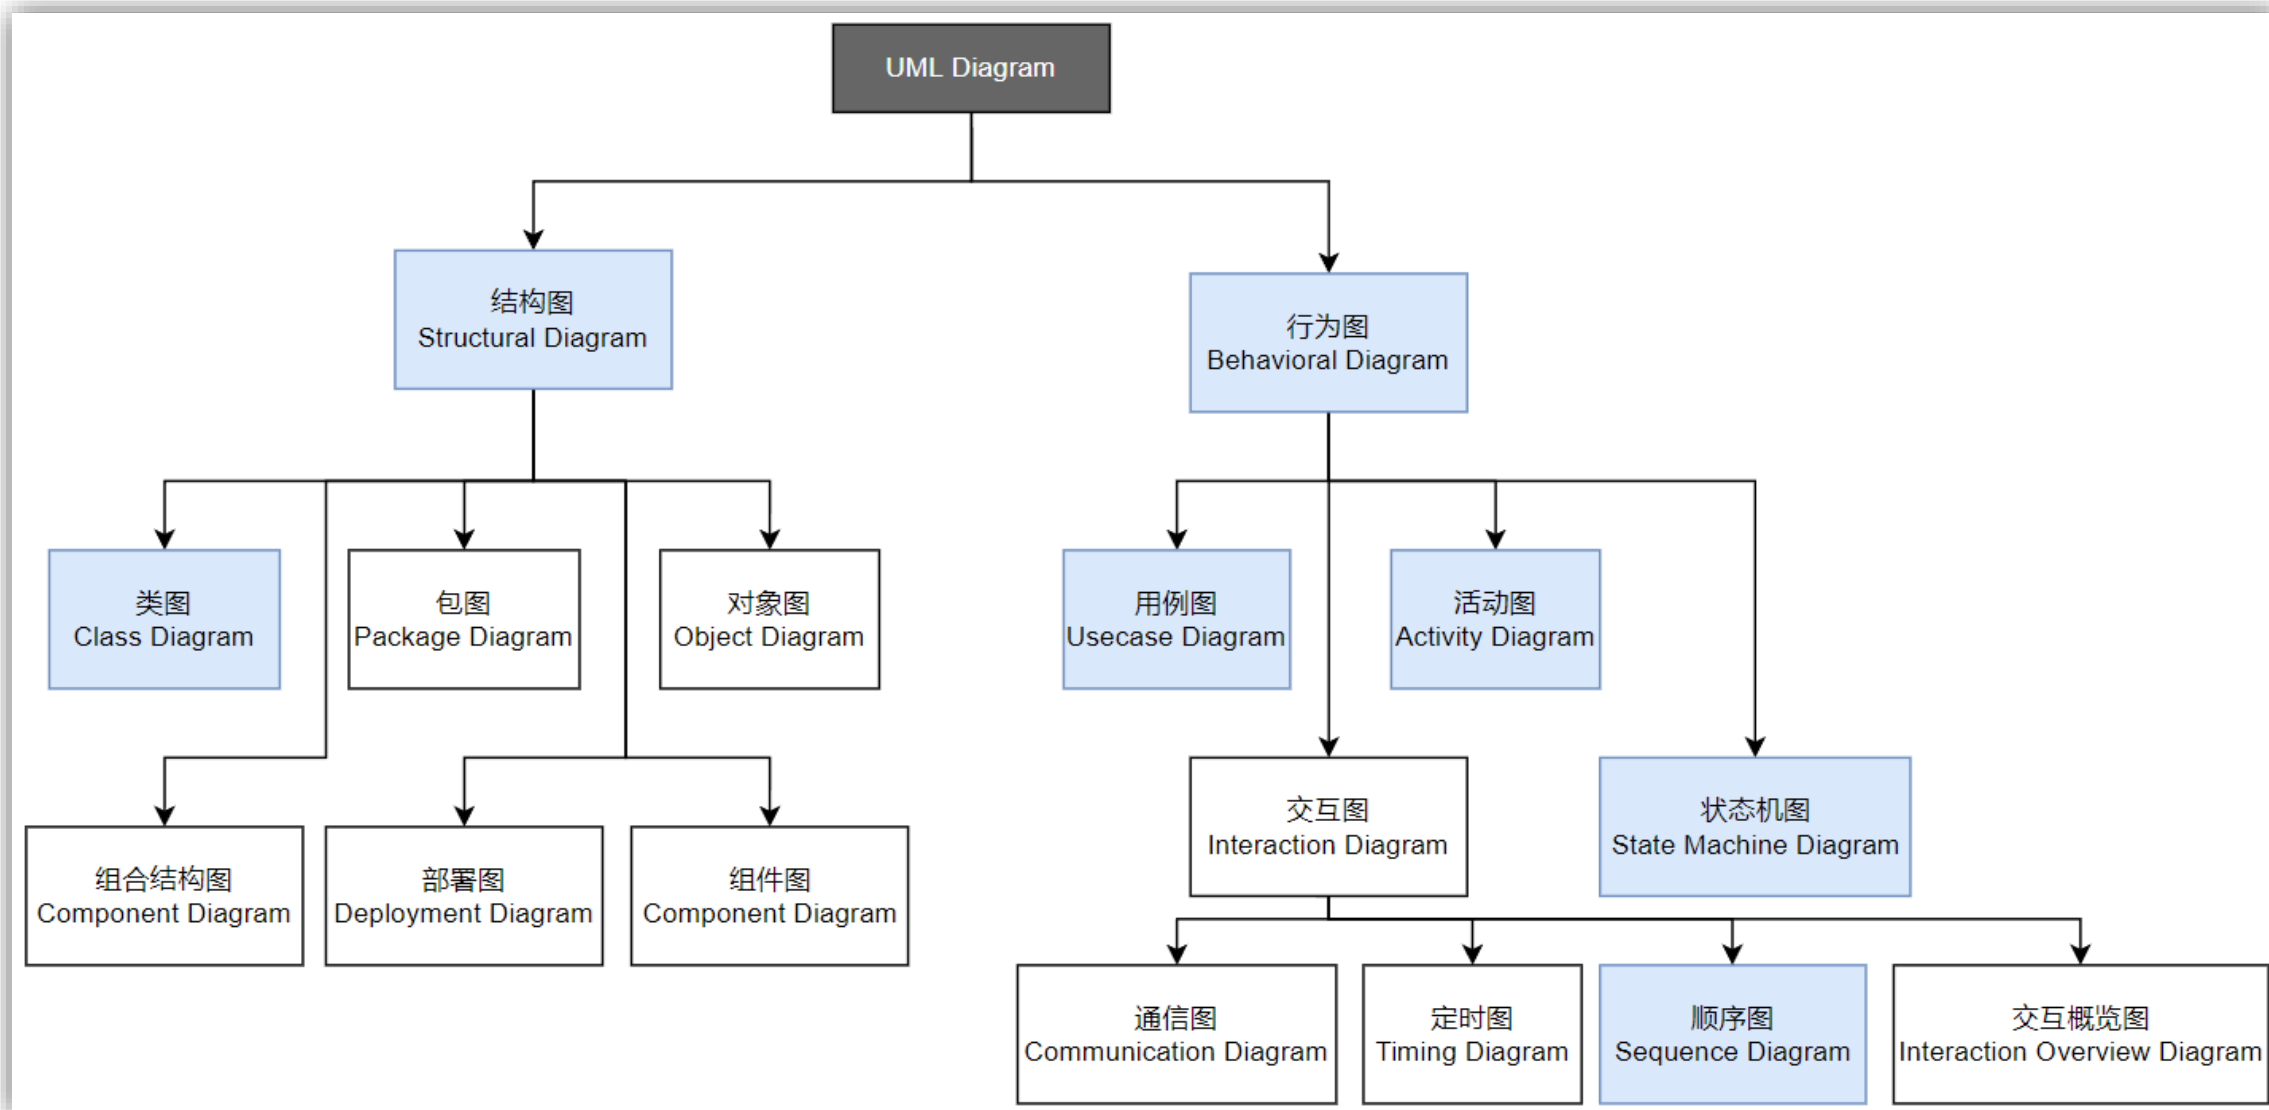 UML Diagram
结构图
Structural Diagram
行为图
Behavioral Diagram
类图
Class Diagram
包图
Package Diagram
对象图
Object Diagram
用例图
Usecase Diagram
活动图
Activity Diagram
交互图
Interaction Diagram
状态机图
State Machine Diagram
组合结构图
Component Diagram
部署图
Deployment Diagram
组件图
Component Diagram
通信图
Communication Diagram
定时图
Timing Diagram
顺序图
Sequence Diagram
交互概览图
Interaction Overview Diagram